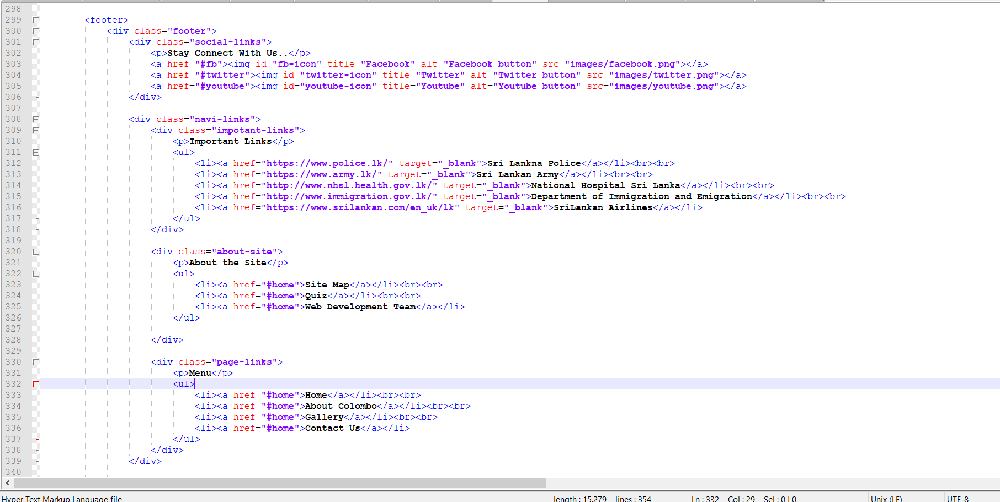 298
299 <footer>
300 <div class="footer">
301 <div class="social-links">
302 <p>Stay Connect With Us..</p>
303 <a href="#fb"><img id="fb-icon" title="Facebook" alt="Facebook button" src="images/facebook.png"></a>
304 <a href="#twitter"><img id="twitter-icon" title="Twitter" alt="Twitter button" src="images/twitter.png"></a>
305 <a href="#youtube"><img id="youtube-icon" title="Youtube" alt="Youtube button" src="images/youtube.png"></a>
306 </div>
307
308 <div class="navi-links">
309 <div class="impotant-links">
310 <p>Important Links</p>
311 <ul>
312 <li><a href="https://www.police.lk/" target="_blank">Sri Lankna Police</a></li><br><br>
313 <li><a href="https://www.army.lk/" target="_blank">Sri Lankan Army</a></li><br><br>
314 <li><a href="http://www.nhsl.health.gov.lk/" target="_blank">National Hospital Sri Lanka</a></li><br><br>
315 <li><a href="http://www.immigration.gov.lk/" target="_blank">Department of Immigration and Emigration</a></li><br><br>
316 <li><a href="https://www.srilankan.com/en_uk/lk" target="_blank">SriLankan Airlines</a></li>
317 </ul>
318 </div>
319
320 <div class="about-site">
321 <p>About the Site</p>
322 <ul>
323 <li><a href="#home">Site Map</a></li><br><br>
324 <li><a href="#home">Quiz</a></li><br><br>
325 <li><a href="#home">Web Development Team</a></li>
326 </ul>
327
328 </div>
329
330 <div class="page-links">
331 <p>Menu</p>
332 <ul>
333 <li><a href="#home">Home</a></li><br><br>
334 <li><a href="#home">About Colombo</a></li><br><br>
335 <li><a href="#home">Gallery</a></li><br><br>
336 <li><a href="#home">Contact Us</a></li>
337 </ul>
338 </div>
339 </div>
340
Hyper Text Markup Language file length : 15,279 lines : 354 Ln : 332 Col : 29 Sel : 0 | 0 Unix (LF) UTF-8